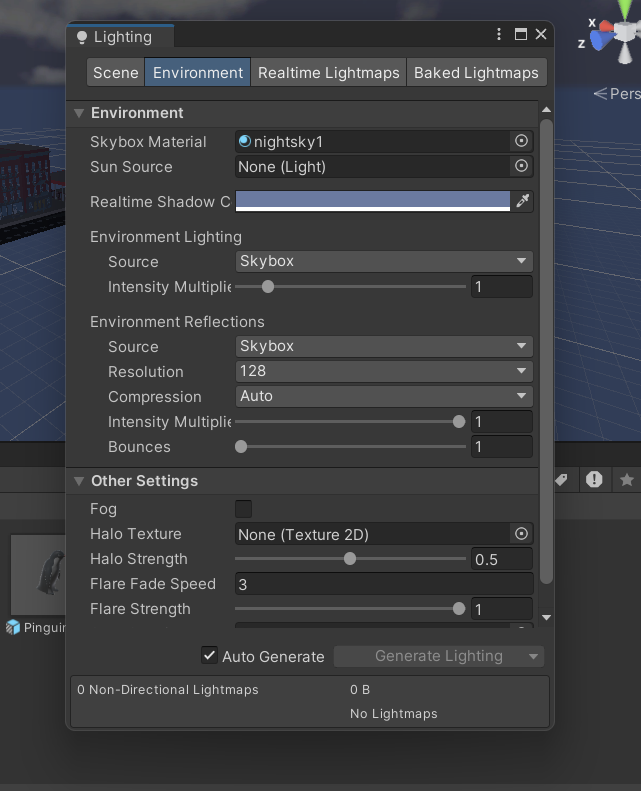 Lighting
Scene Environment Realtime Lightmaps Baked Lightmaps
x
z
Pers
Environment
Skybox Material nightsky1
Sun Source None (Light)
Realtime Shadow C
Environment Lighting
Source Skybox
Intensity Multiplie 1
Environment Reflections
Source Skybox
Resolution 128
Compression Auto
Intensity Multiplie 1
Bounces 1
Other Settings
Fog
Halo Texture None (Texture 2D)
Halo Strength 0.5
Flare Fade Speed 3
Flare Strength 1
Pinguin
Auto Generate Generate Lighting
0 Non-Directional Lightmaps 0 B
No Lightmaps